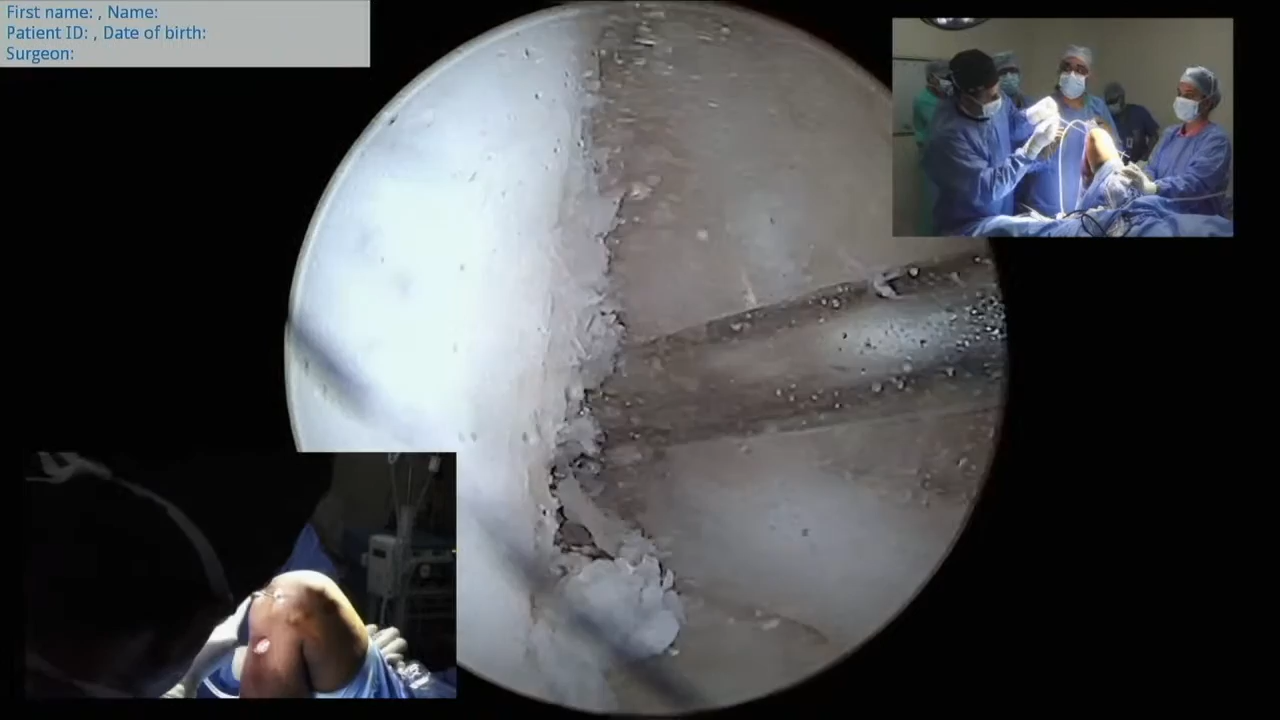 First name: , Name:
Patient ID: , Date of birth:
Surgeon: